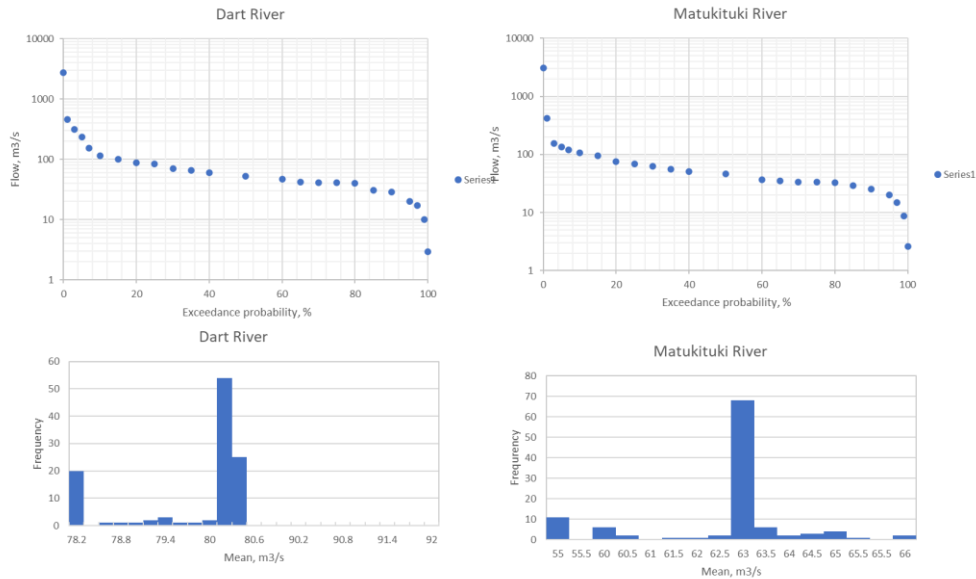 Dart River
10000
1000
100
10
1
Flow, m3/s
0 20 40 60 80 100
Exceedance probability, %
Series1
Matukituki River
10000
1000
100
10
1
Flow, m3/s
0 20 40 60 80 100
Exceedance probability, %
Series1
Dart River
60
50
40
30
20
10
0
Frequency
78.2 78.8 79.4 80 80.6 90.2 90.8 91.4 92
Mean, m3/s
Matukituki River
80
70
60
50
40
30
20
10
0
Frequrency
55 55.5 60 60.5 61 61.5 62 62.5 63 63.5 64 64.5 65 65.5 65.5 66
Mean, m3/s